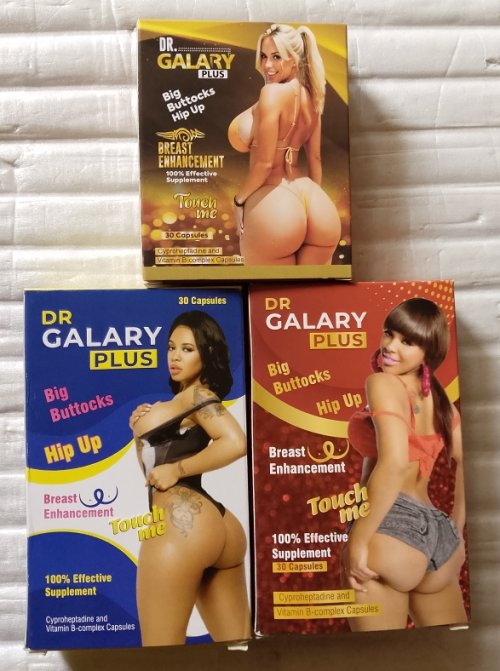 DR.
GALARY
PLUS
Big
Buttocks
Hip Up
BREAST
ENHANCEMENT
100% Effective
Supplement
Touch
me
30 Capsules
Cyproheptadine and
Vitamin B-complex Capsules
30 Capsules
DR
GALARY
PLUS
Big
Buttocks
Hip Up
Breast
Enhancement
Touch
me
100% Effective
Supplement
Cyproheptadine and
Vitamin B-complex Capsules
DR
GALARY
PLUS
Big
Buttocks
Hip Up
Breast
Enhancement
Touch
me
100% Effective
Supplement
30 Capsules
Cyproheptadine and
Vitamin B-complex Capsules